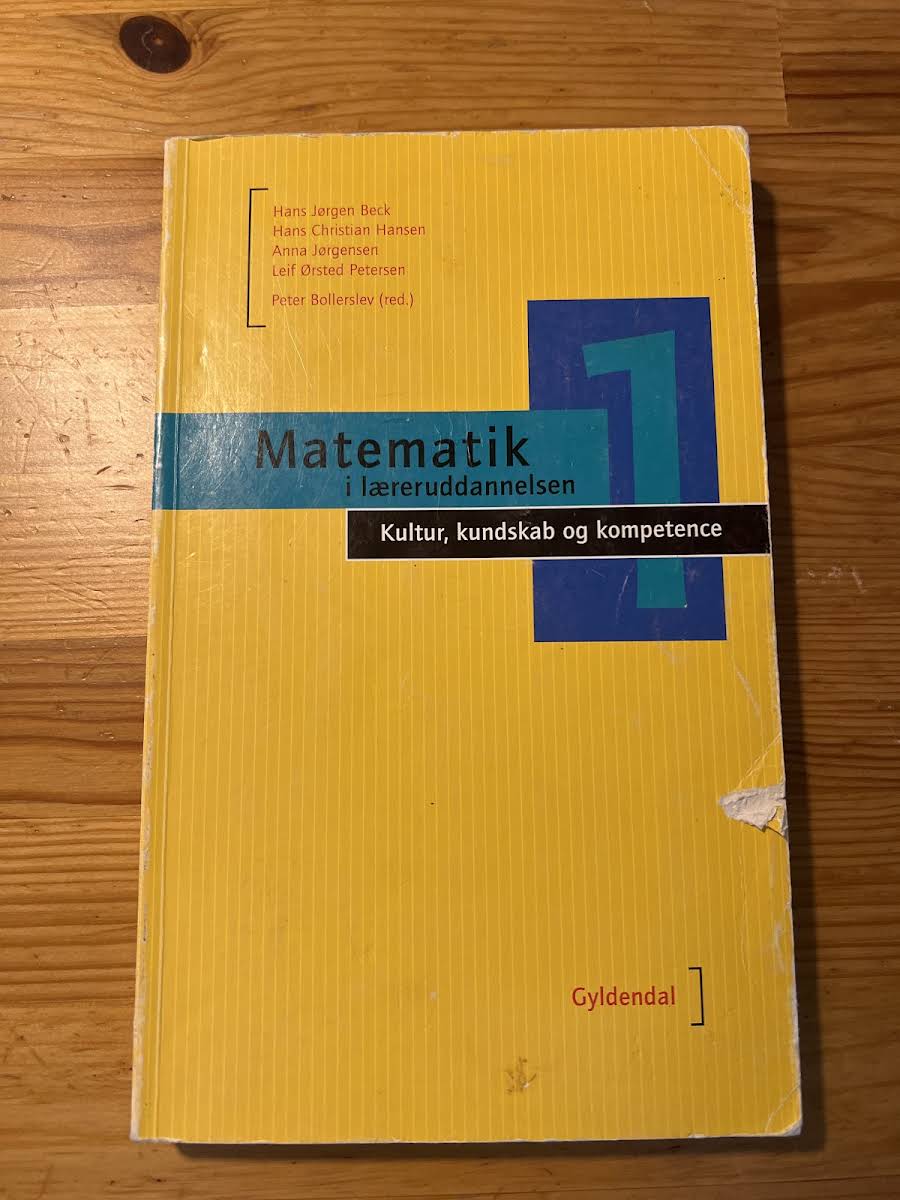 Hans Jørgen Beck
Hans Christian Hansen
Anna Jørgensen
Leif Ørsted Petersen
Peter Bollerslev (red.)
1
Matematik
i læreruddannelsen
Kultur, kundskab og kompetence
Gyldendal